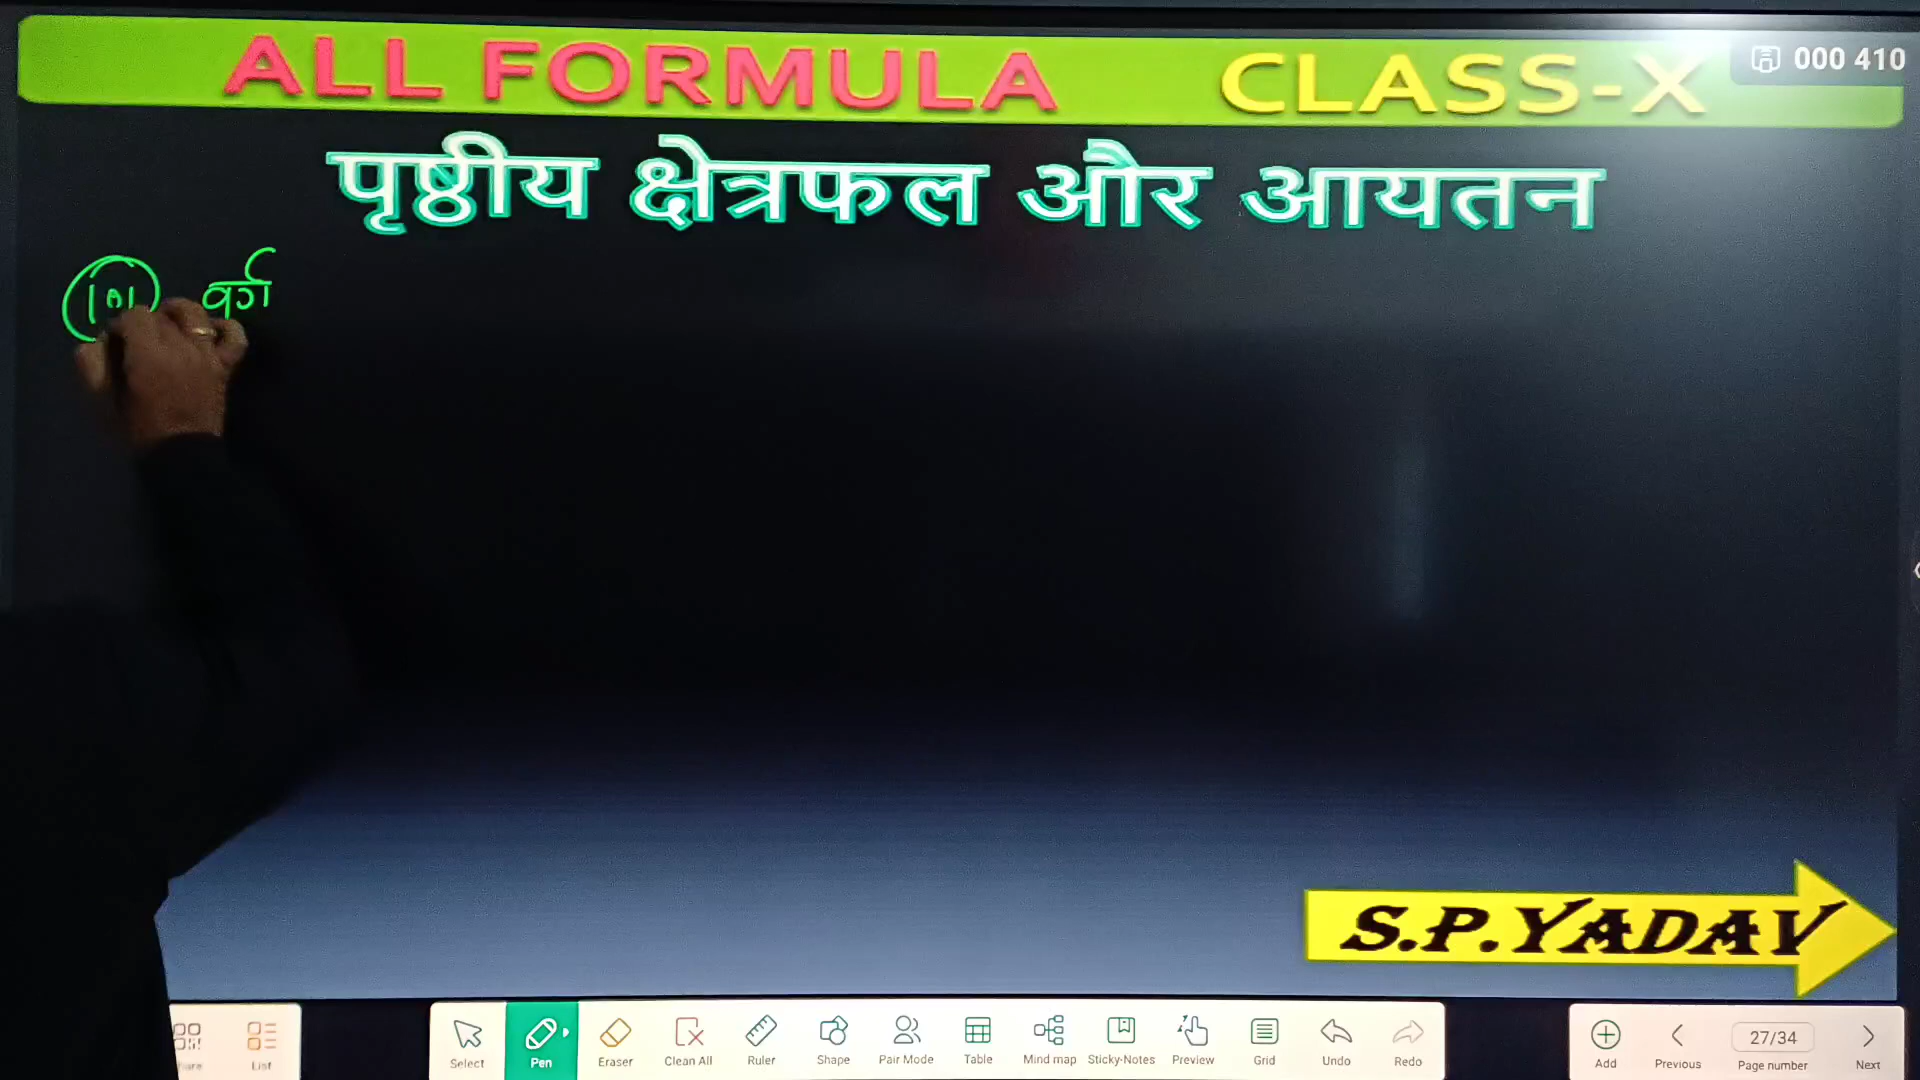 ALL FORMULA CLASS-X
000 410
पृष्ठीय क्षेत्रफल और आयतन
101 वर्ग
S.P.YADAV
List
Select
Pen
Eraser
Clean All
Ruler
Shape
Pair Mode
Table
Mind map
Sticky-Notes
Preview
Grid
Undo
Redo
Add
Previous
27/34
Page number
Next